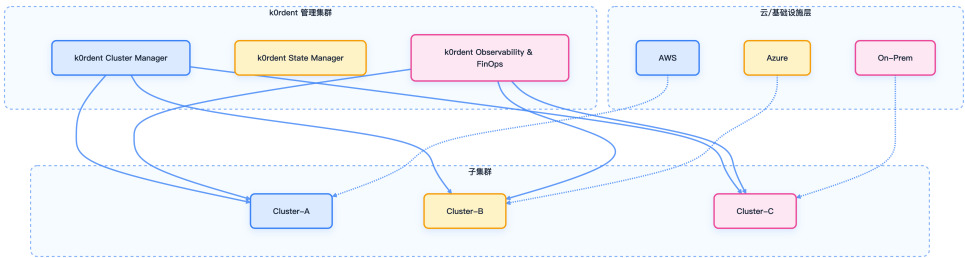 k0rdent 管理集群
云/基础设施层
k0rdent Cluster Manager
k0rdent State Manager
k0rdent Observability &
FinOps
AWS
Azure
On-Prem
子集群
Cluster-A
Cluster-B
Cluster-C